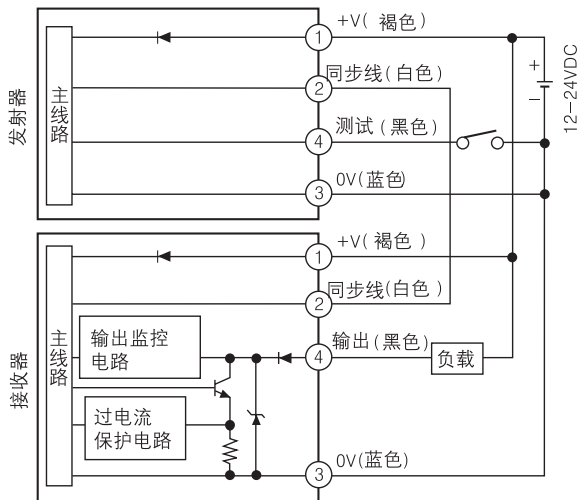 发射器
主线路
1
+V( 褐色)
2
同步线(白色)
4
测试(黑色)
3
0V(蓝色)
+
−
12−24VDC
接收器
主线路
1
+V( 褐色 )
2
同步线(白色 )
输出监控
电路
4
输出(黑色)
负载
过电流
保护电路
3
0V(蓝色)